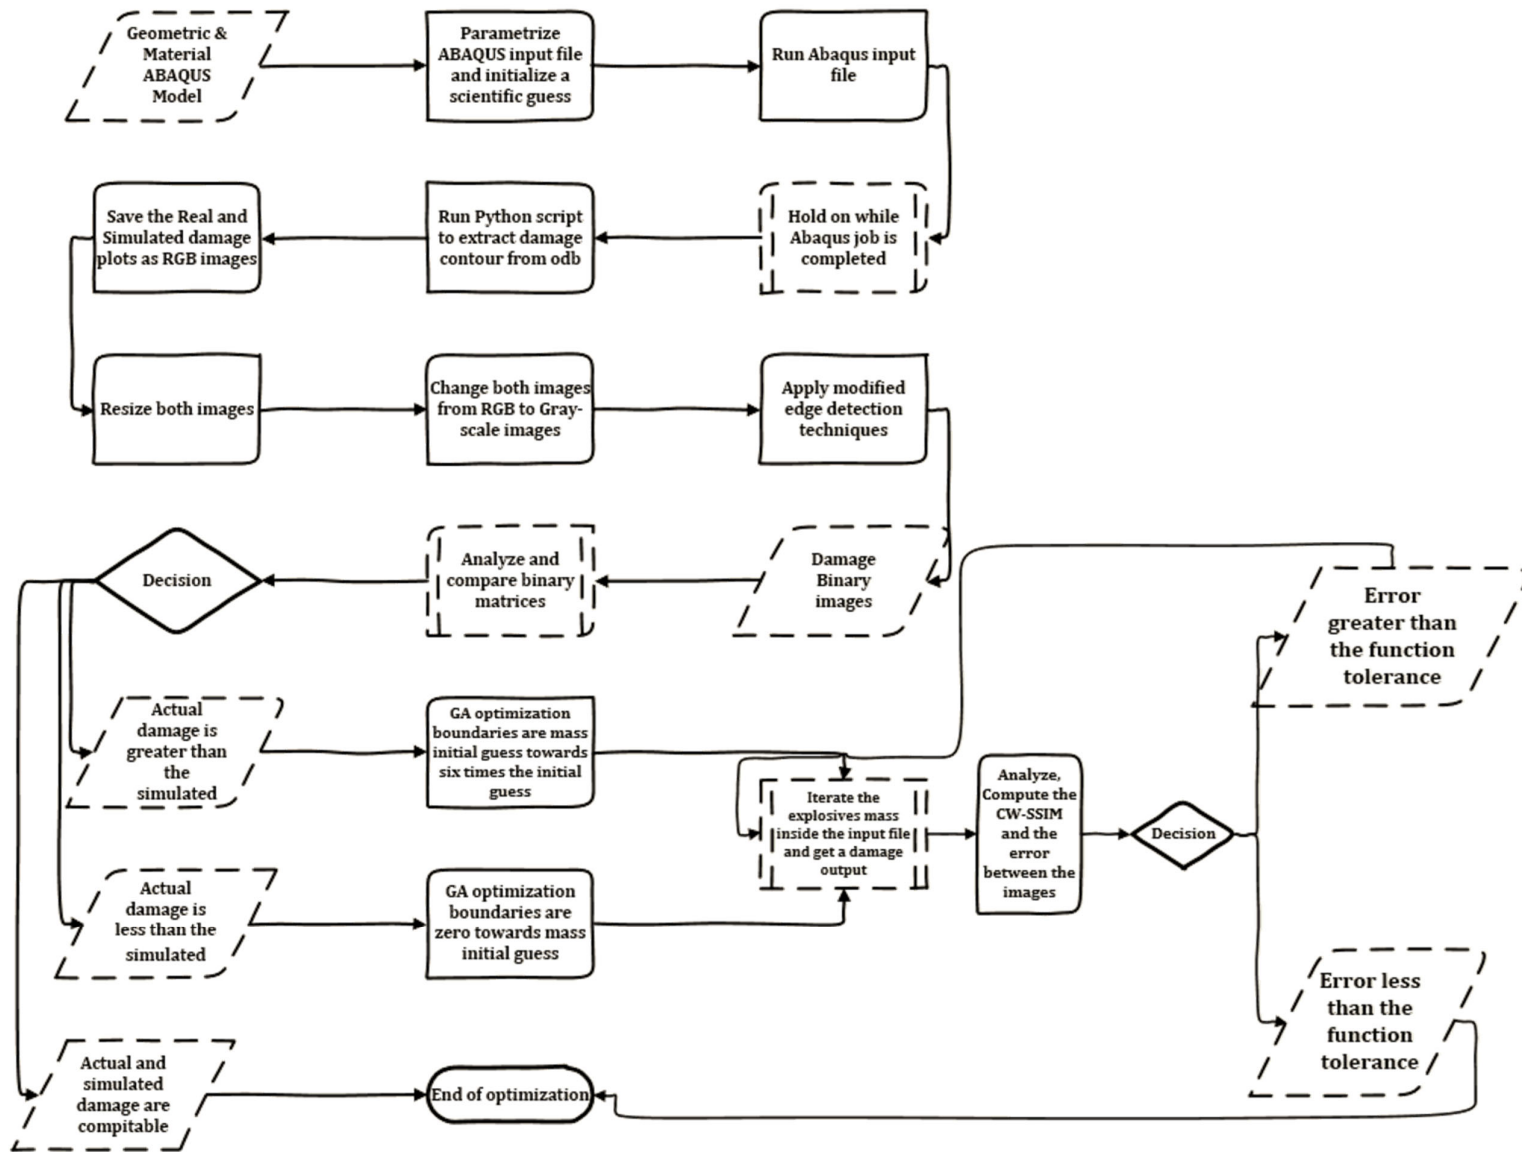 Geometric &
Material
ABAQUS
Model
Parametrize
ABAQUS input file
and initialize a
scientific guess
Run Abaqus input
file
Save the Real and
Simulated damage
plots as RGB images
Run Python script
to extract damage
contour from odb
Hold on while
Abaqus job is
completed
Resize both images
Change both images
from RGB to Gray-
scale images
Apply modified
edge detection
techniques
Decision
Analyze and
compare binary
matrices
Damage
Binary
images
Error
greater than
the function
tolerance
Actual
damage is
greater than
the
simulated
GA optimization
boundaries are mass
initial guess towards
six times the initial
guess
Iterate the
explosives mass
inside the input file
and get a damage
output
Analyze,
Compute the
CW-SSIM
and the
error
between the
images
Decision
Actual
damage is
less than the
simulated
GA optimization
boundaries are
zero towards mass
initial guess
Error less
than the
function
tolerance
Actual and
simulated
damage are
compitable
End of optimization